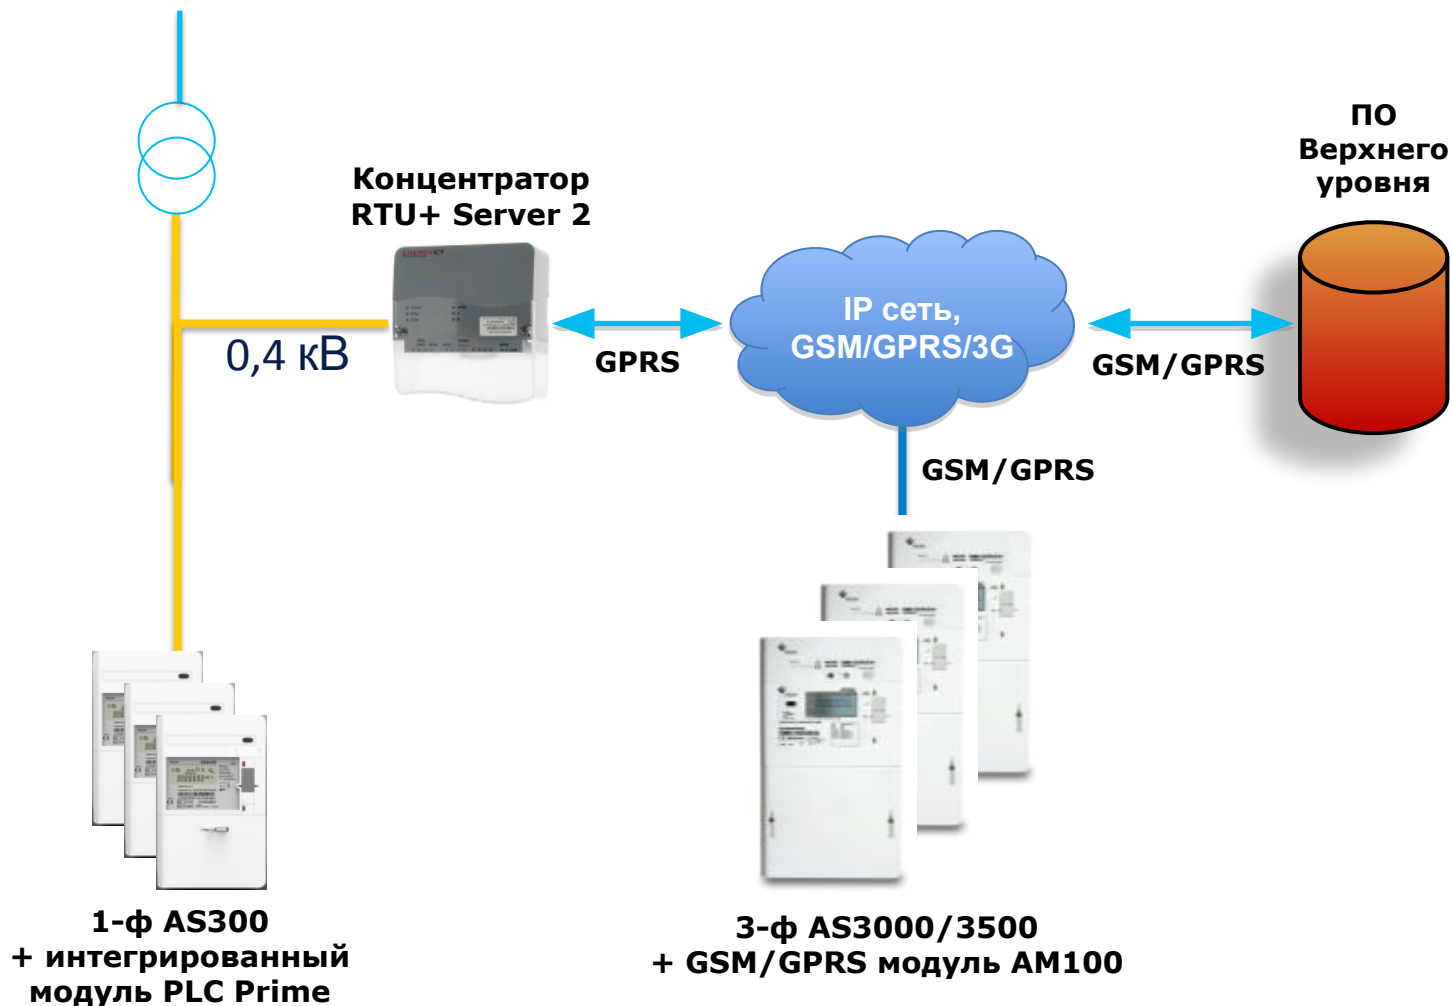 ПО
Верхнего
уровня
Концентратор
RTU+ Server 2
IP сеть,
GSM/GPRS/3G
0,4 кВ
GPRS
GSM/GPRS
GSM/GPRS
1-ф AS300
+ интегрированный
модуль PLC Prime
3-ф AS3000/3500
+ GSM/GPRS модуль AM100